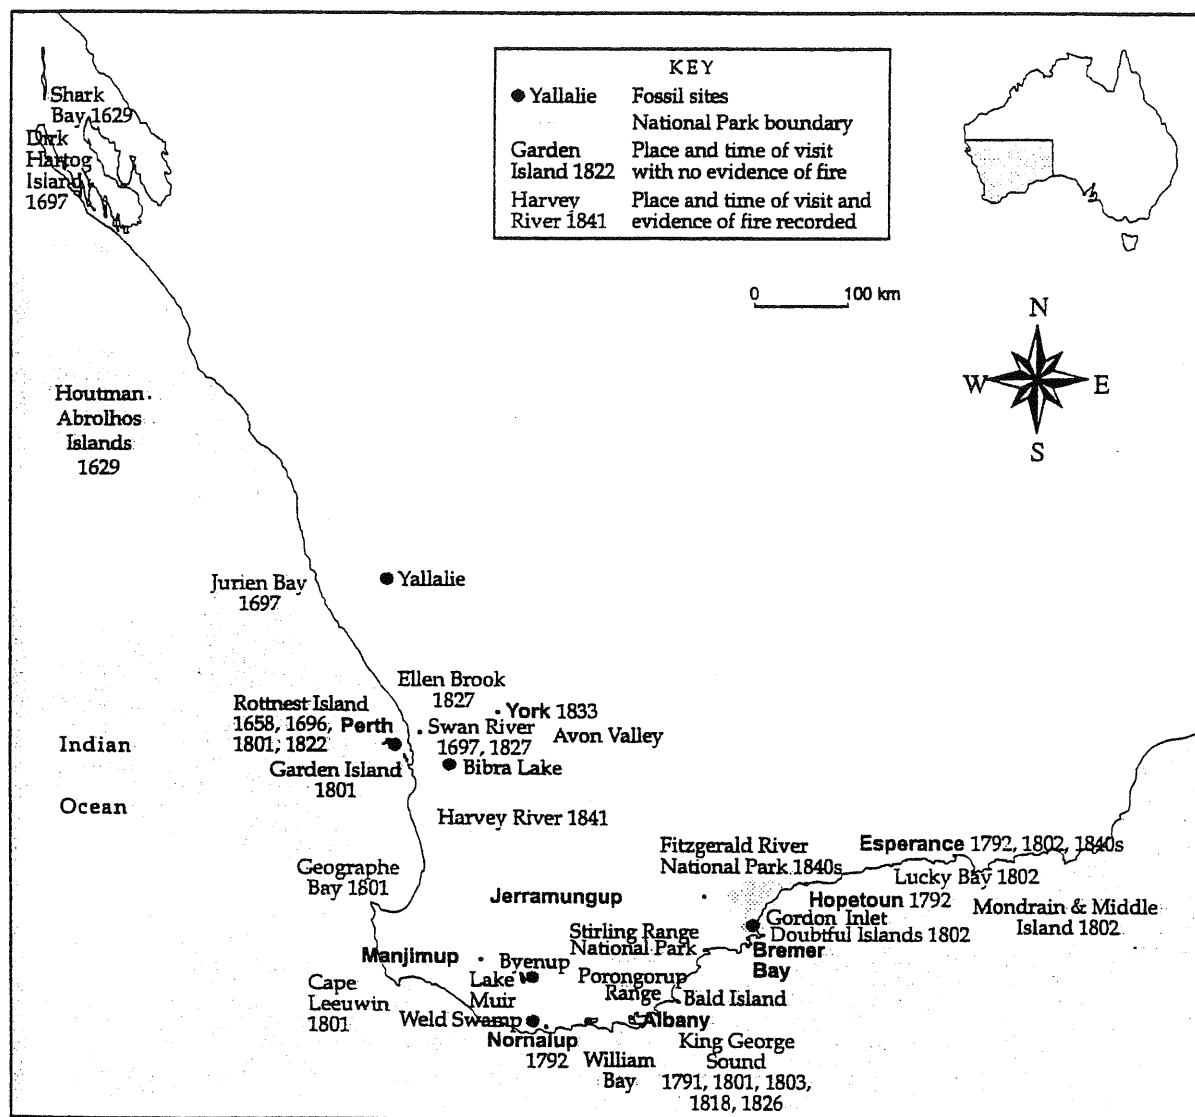 KEY
Yallalie Fossil sites
National Park boundary
Garden Place and time of visit
Island 1822 with no evidence of fire
Harvey Place and time of visit and
River 1841 evidence of fire recorded
Shark
Bay 1629
Dirk
Hartog
Island
1697
0 100 km
N
W E
S
Houtman
Abrolhos
Islands
1629
Jurien Bay
1697
Yallalie
Ellen Brook
1827
York 1833
Avon Valley
Rottnest Island
1658, 1696,
1801, 1822
Perth
Swan River
1697, 1827
Garden Island
1801
Bibra Lake
Indian
Ocean
Harvey River 1841
Geographe
Bay 1801
Fitzgerald River
National Park 1840s
Esperance 1792, 1802, 1840s
Lucky Bay 1802
Hopetoun 1792
Mondrain & Middle
Island 1802
Jerramungup
Gordon Inlet
Doubtful Islands 1802
Bremer
Bay
Stirling Range
National Park
Manjimup
Byenup
Lake
Muir
Porongorup
Range
Bald Island
Cape
Leeuwin
1801
Weld Swamp
Nornalup
1792
William
Bay
Albany
King George
Sound
1791, 1801, 1803,
1818, 1826